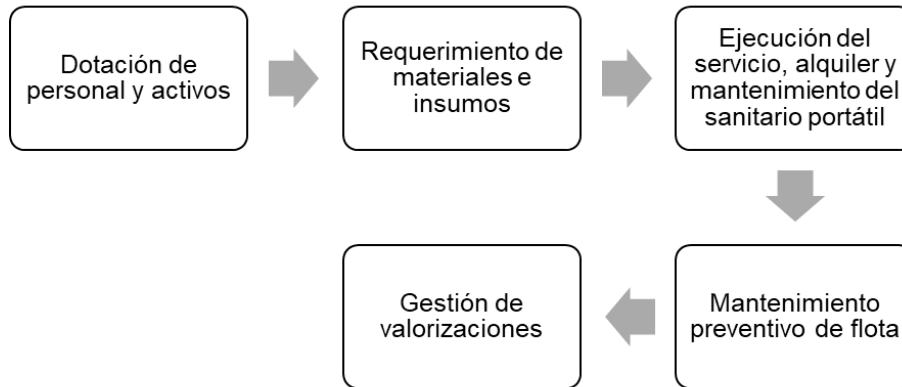 Dotación de
personal y activos
Requerimiento de
materiales e
insumos
Ejecución del
servicio, alquiler y
mantenimiento del
sanitario portátil
Mantenimiento
preventivo de flota
Gestión de
valorizaciones